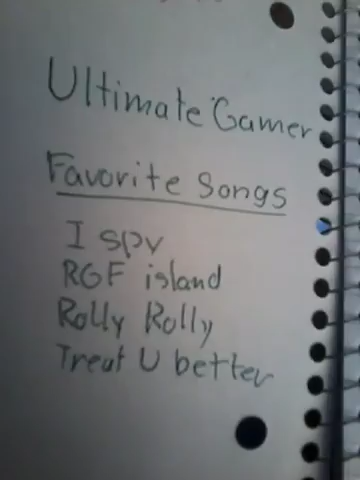 Ultimate Gamer
Favorite Songs
I spy
RGF island
Rolly Rolly
Treat U better